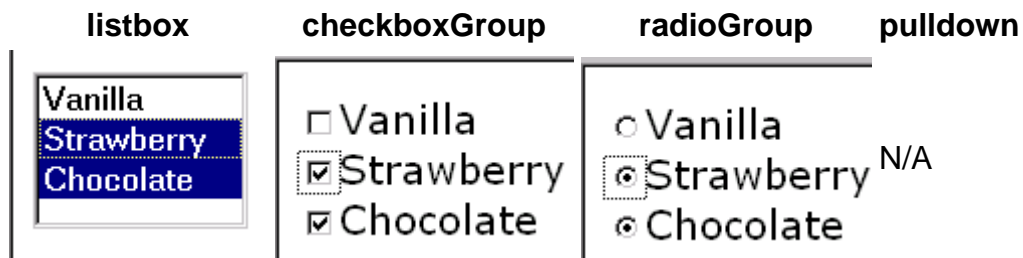 listbox checkboxGroup radioGroup pulldown
Vanilla
Strawberry
Chocolate
Vanilla
Strawberry
Chocolate
Vanilla
Strawberry
Chocolate
N/A